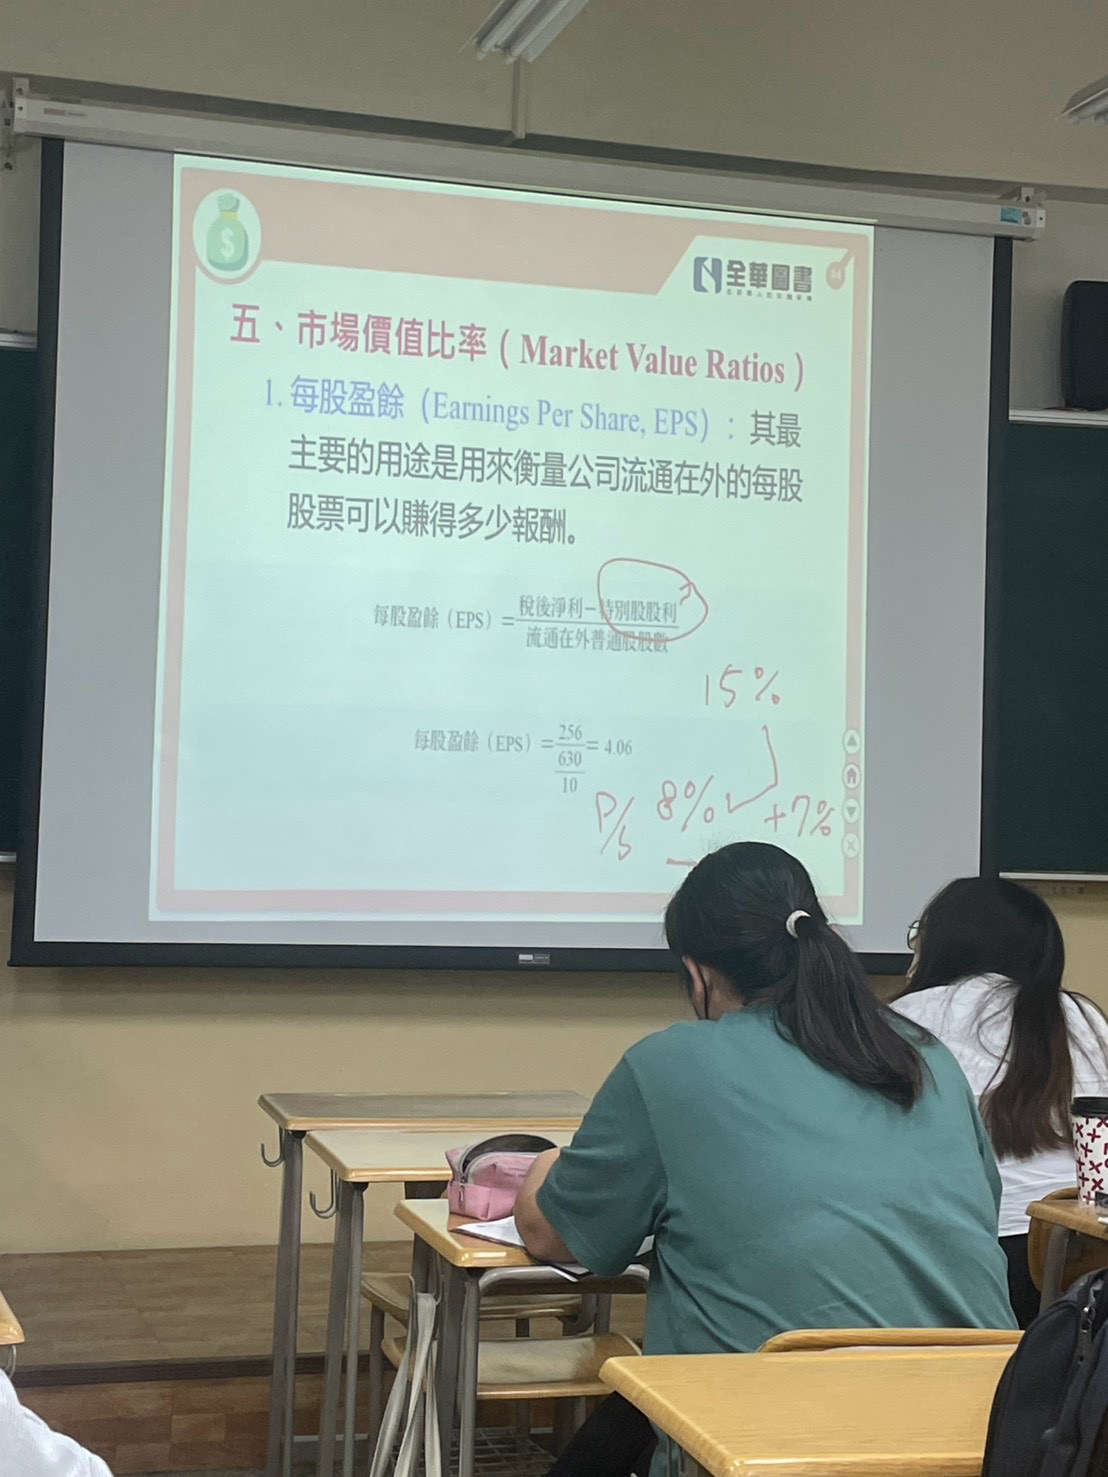 全華圖書
五、市場價值比率(Market Value Ratios)
1. 每股盈餘(Earnings Per Share, EPS):其最
主要的用途是用來衡量公司流通在外的每股
股票可以賺得多少報酬。
每股盈餘(EPS)=稅後淨利-特別股股利
流通在外普通股股數
15%
每股盈餘(EPS)=256
630
10
= 4.06
P/S 8% +7%